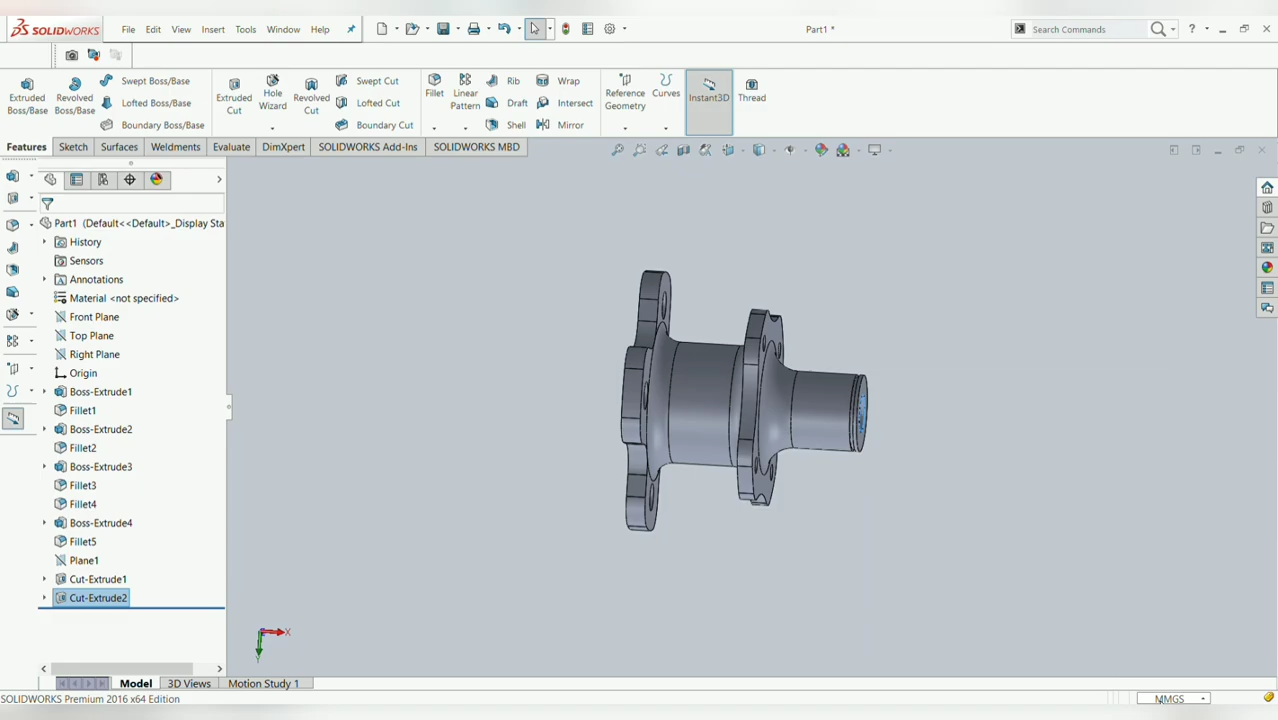 SOLIDWORKS File Edit View Insert Tools Window Help Part1 * Search Commands ?
Extruded Boss/Base
Revolved Boss/Base
Swept Boss/Base
Lofted Boss/Base
Boundary Boss/Base
Extruded Cut
Hole Wizard
Revolved Cut
Swept Cut
Lofted Cut
Boundary Cut
Fillet
Linear Pattern
Rib
Draft
Shell
Wrap
Intersect
Mirror
Reference Geometry
Curves
Instant3D
Thread
Features Sketch Surfaces Weldments Evaluate DimXpert SOLIDWORKS Add-Ins SOLIDWORKS MBD
Part1 (Default<<Default>_Display Sta
History
Sensors
Annotations
Material <not specified>
Front Plane
Top Plane
Right Plane
Origin
Boss-Extrude1
Fillet1
Boss-Extrude2
Fillet2
Boss-Extrude3
Fillet3
Fillet4
Boss-Extrude4
Fillet5
Plane1
Cut-Extrude1
Cut-Extrude2
X
Y
Model 3D Views Motion Study 1
SOLIDWORKS Premium 2016 x64 Edition MMGS